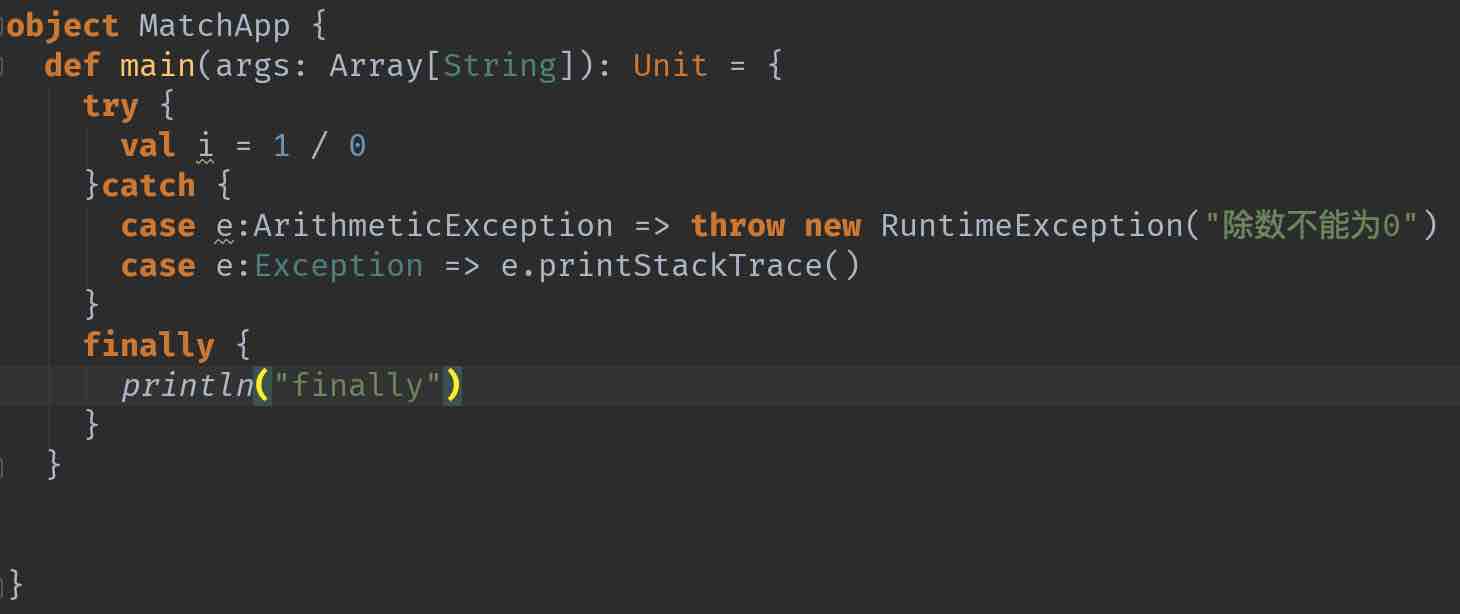 object MatchApp {
def main(args: Array[String]): Unit = {
try {
val i = 1 / 0
}catch {
case e:ArithmeticException => throw new RuntimeException("除数不能为0")
case e:Exception => e.printStackTrace()
}
finally {
println("finally")
}
}
}